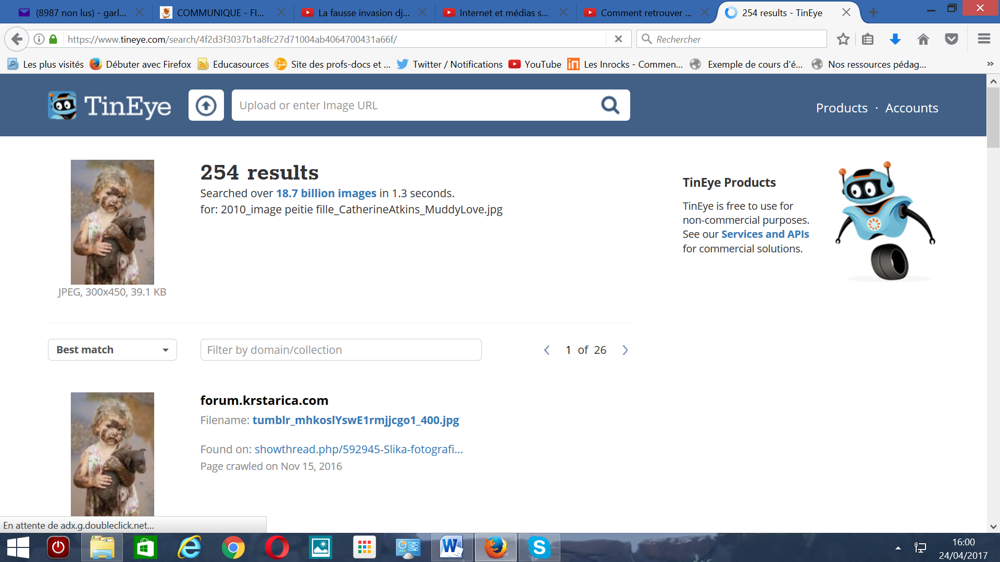 (8987 non lus) - garl...
COMMUNIQUE - FI...
La fausse invasion dj...
Internet et médias s...
Comment retrouver ...
254 results - TinEye
https://www.tineye.com/search/4f2d3f3037b1a8fc27d71004ab4064700431a66f/
Rechercher
Les plus visités
Débuter avec Firefox
Educasources
Site des profs-docs et ...
Twitter / Notifications
YouTube
Les Inrocks - Commen...
Exemple de cours d'é...
Nos ressources pédag...
TinEye
Upload or enter Image URL
Products · Accounts
254 results
Searched over 18.7 billion images in 1.3 seconds.
for: 2010_image peitie fille_CatherineAtkins_MuddyLove.jpg
JPEG, 300x450, 39.1 KB
TinEye Products
TinEye is free to use for
non-commercial purposes.
See our Services and APIs
for commercial solutions.
Best match
Filter by domain/collection
1 of 26
forum.krstarica.com
Filename: tumblr_mhkoslYswE1rmjjcgo1_400.jpg
Found on: showthread.php/592945-Slika-fotografi...
Page crawled on Nov 15, 2016
En attente de adx.g.doubleclick.net...
16:00
24/04/2017